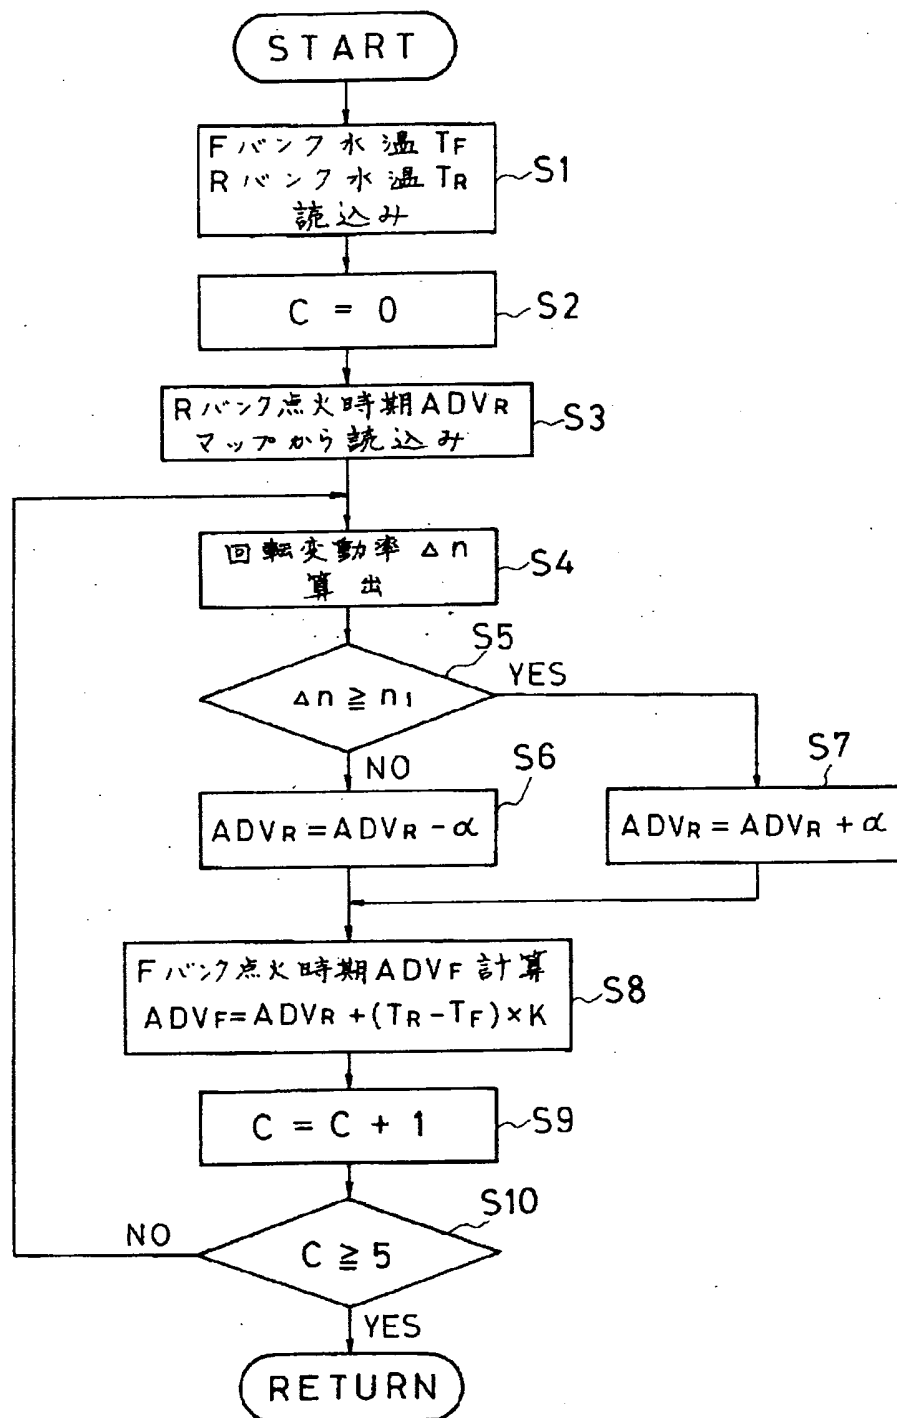 START
Fバンク水温TF
Rバンク水温TR
読込み
S1
C = 0
S2
Rバンク点火時期ADVR
マップから読込み
S3
回転変動率 Δn
算出
S4
S5
Δn ≧ n1
YES
NO
S6
ADVR = ADVR - α
S7
ADVR = ADVR + α
Fバンク点火時期ADVF計算
ADVF = ADVR + (TR - TF) × K
S8
C = C + 1
S9
S10
C ≧ 5
NO
YES
RETURN